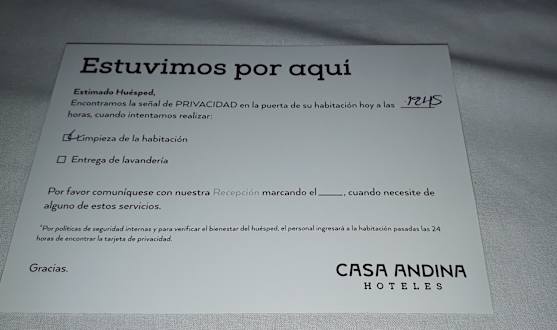 Estuvimos por aquí
Estimado Huésped,
Encontramos la señal de PRIVACIDAD en la puerta de su habitación hoy a las 1245
horas, cuando intentamos realizar:
Limpieza de la habitación
Entrega de lavandería
Por favor comuníquese con nuestra Recepción marcando el ______, cuando necesite de
alguno de estos servicios.
*Por políticas de seguridad internas y para verificar el bienestar del huésped, el personal ingresará a la habitación pasadas las 24
horas de encontrar la tarjeta de privacidad.
Gracias.
CASA ANDINA
HOTELES